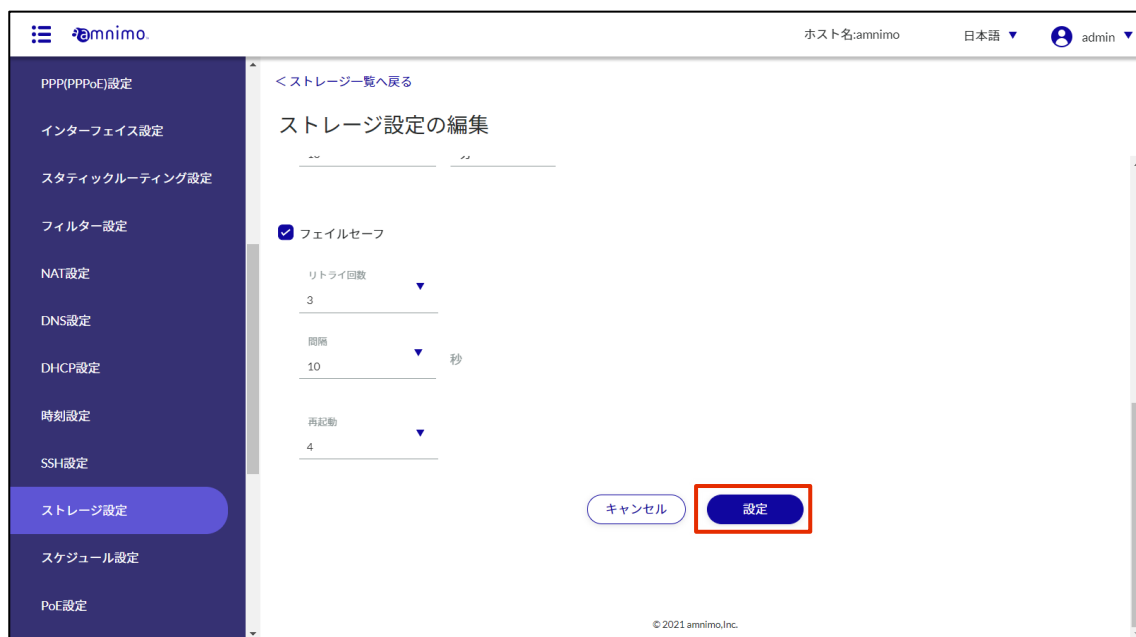 amnimo.
ホスト名:amnimo
日本語
admin
PPP(PPPoE)設定
インターフェイス設定
スタティックルーティング設定
フィルター設定
NAT設定
DNS設定
DHCP設定
時刻設定
SSH設定
ストレージ設定
スケジュール設定
PoE設定
＜ストレージ一覧へ戻る
ストレージ設定の編集
フェイルセーフ
リトライ回数
3
間隔
10 秒
再起動
4
キャンセル 設定
© 2021 amnimo,Inc.